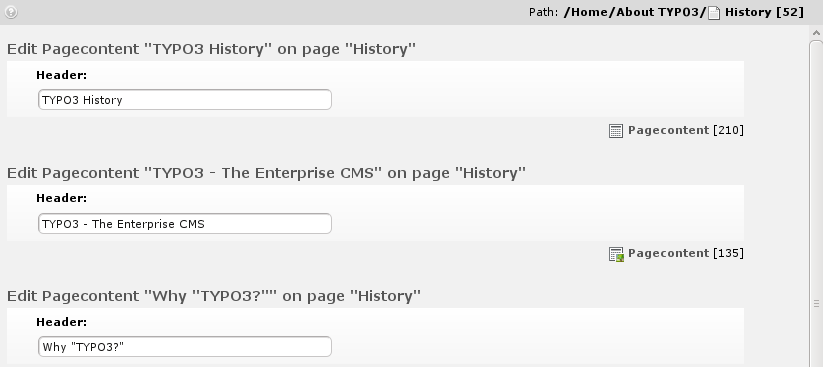 Path: /Home/About TYPO3/ History [52]
Edit Pagecontent "TYPO3 History" on page "History"
Header:
TYPO3 History
Pagecontent [210]
Edit Pagecontent "TYPO3 - The Enterprise CMS" on page "History"
Header:
TYPO3 - The Enterprise CMS
Pagecontent [135]
Edit Pagecontent "Why "TYPO3?"" on page "History"
Header:
Why "TYPO3?"